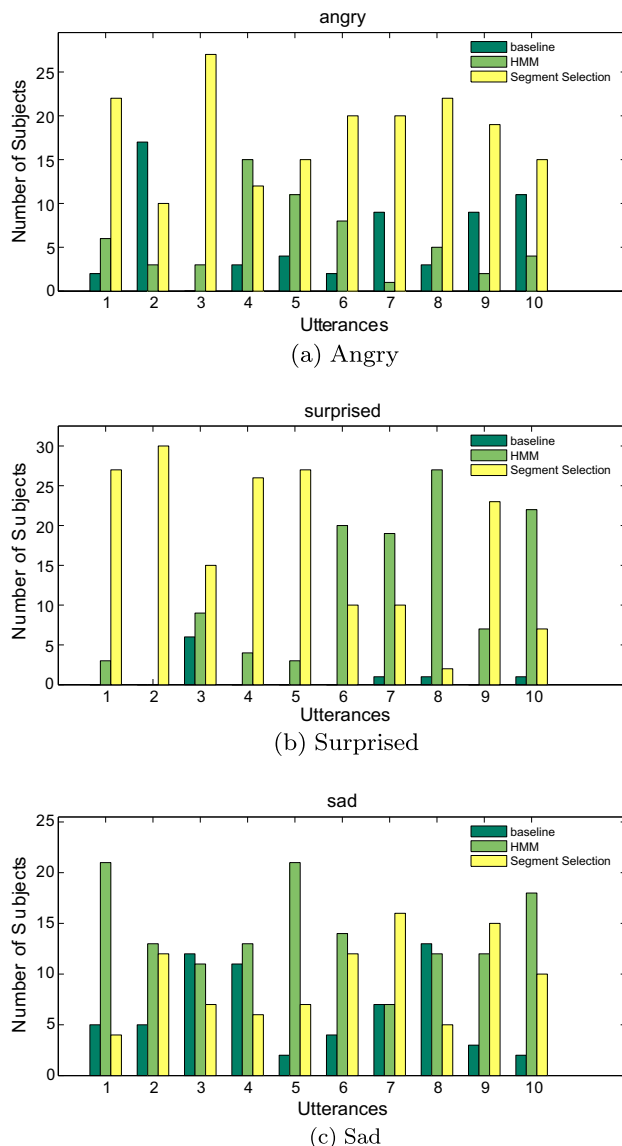 angry
baseline
HMM
Segment Selection
Number of Subjects
25
20
15
10
5
0
1 2 3 4 5 6 7 8 9 10
Utterances
(a) Angry
surprised
baseline
HMM
Segment Selection
Number of Subjects
30
25
20
15
10
5
0
1 2 3 4 5 6 7 8 9 10
Utterances
(b) Surprised
sad
baseline
HMM
Segment Selection
Number of Subjects
25
20
15
10
5
0
1 2 3 4 5 6 7 8 9 10
Utterances
(c) Sad